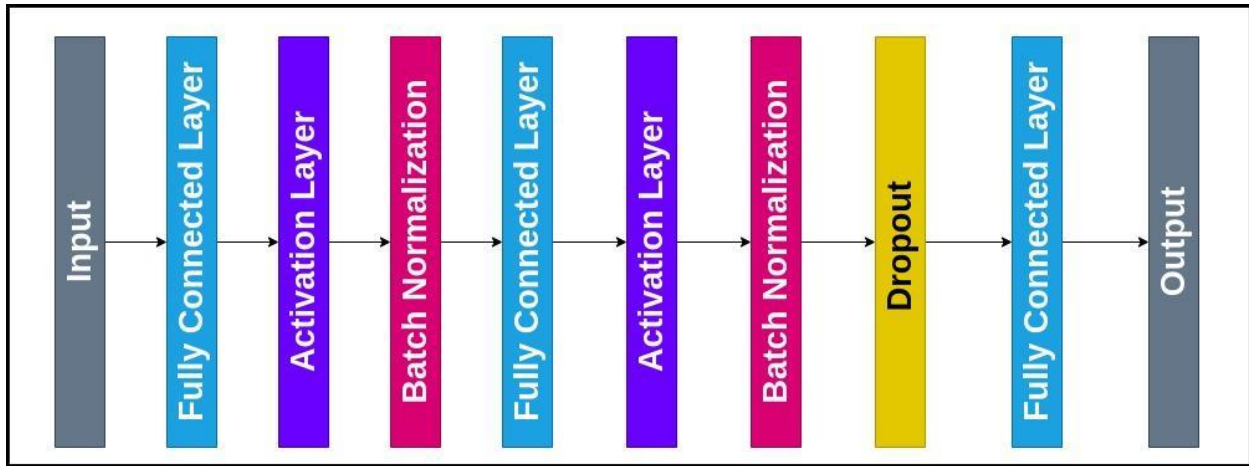 Input
Fully Connected Layer
Activation Layer
Batch Normalization
Fully Connected Layer
Activation Layer
Batch Normalization
Dropout
Fully Connected Layer
Output